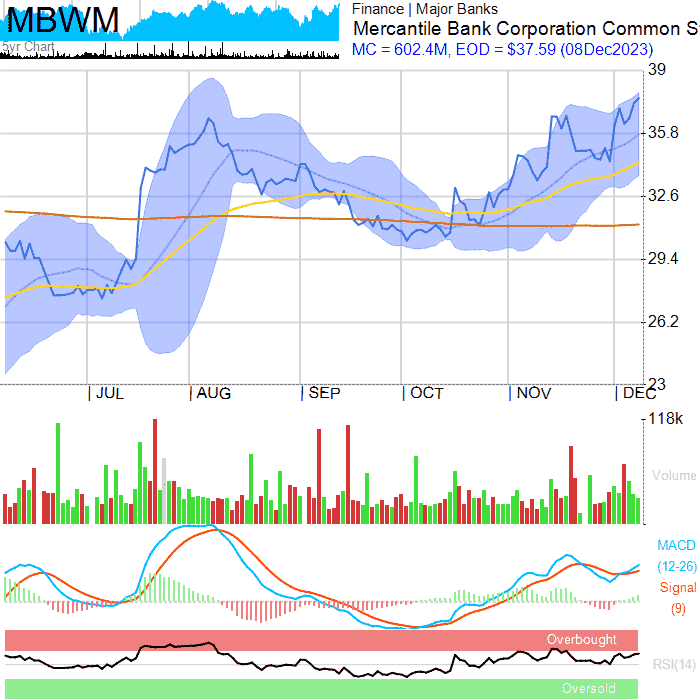 MBWM
5yr Chart
Finance | Major Banks
Mercantile Bank Corporation Common S
MC = 602.4M, EOD = $37.59 (08Dec2023)
39
35.8
32.6
29.4
26.2
23
JUL AUG SEP OCT NOV DEC
118k
Volume
MACD
(12-26)
Signal
(9)
Overbought
RSI(14)
Oversold